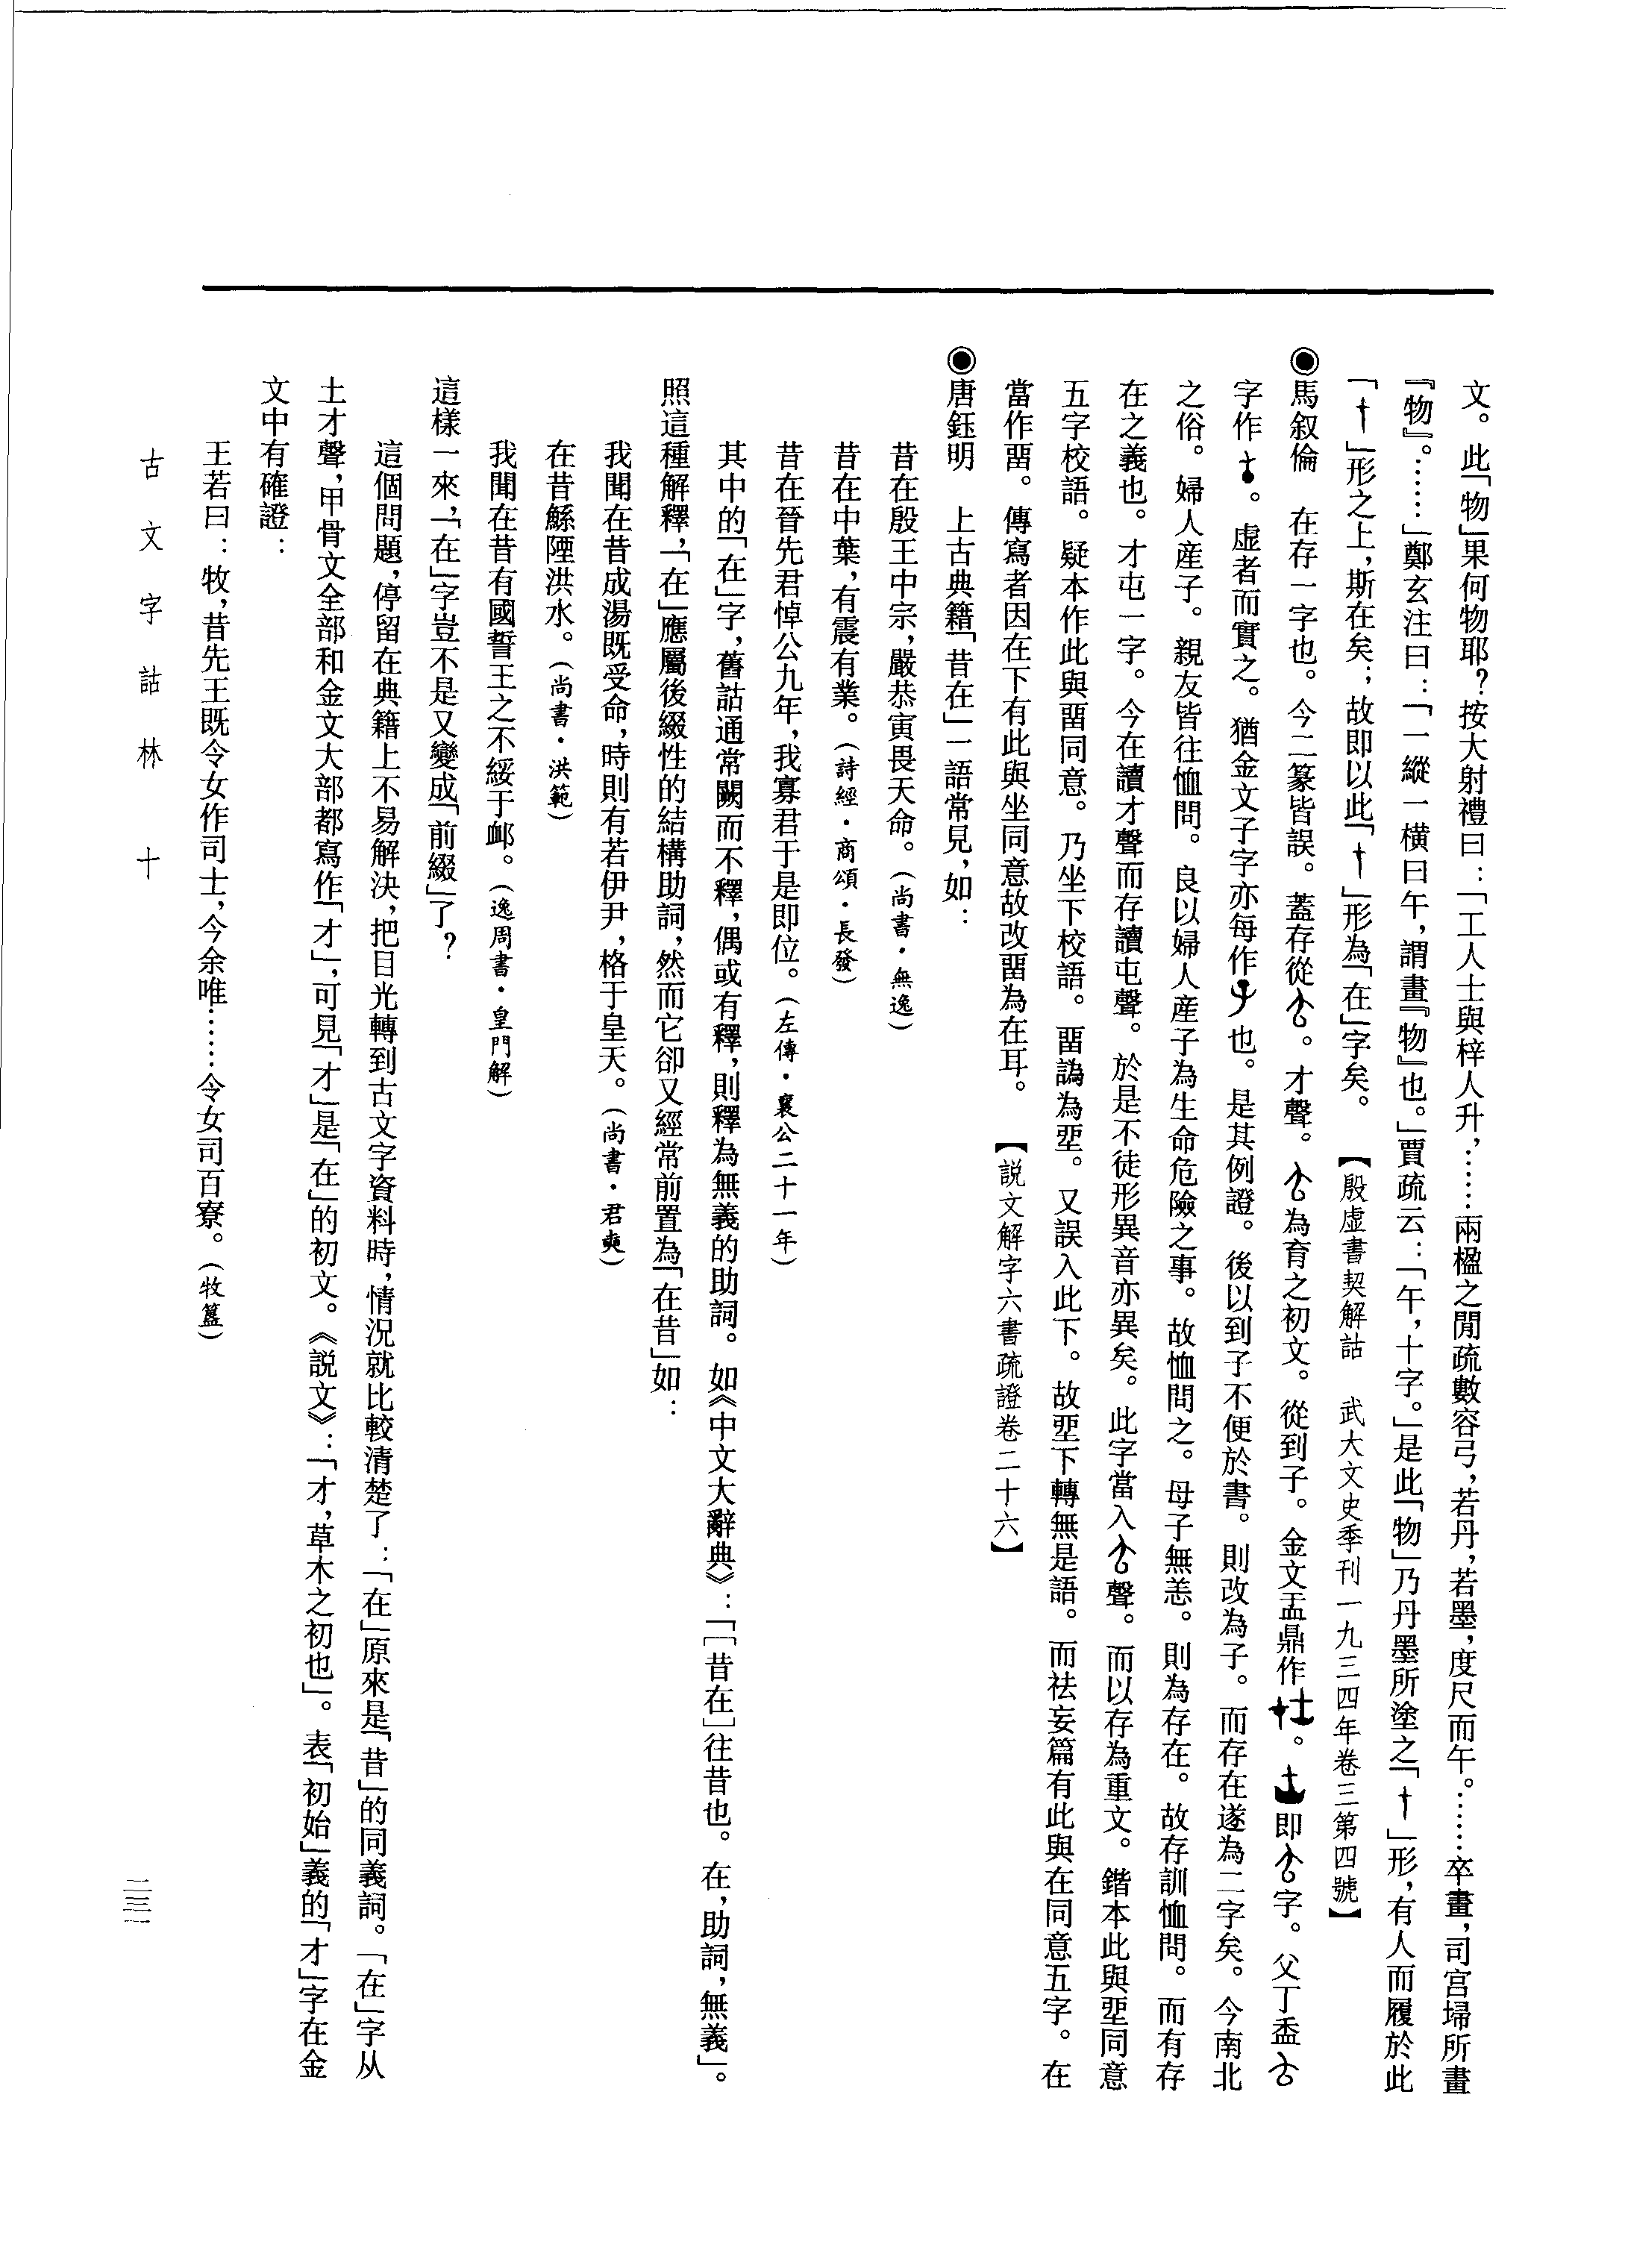 文。此「物」果何物耶?按大射禮曰:「工人士與梓人升,……兩楹之間疏數容弓,若丹,若墨,度尺而午。……卒畫,司宮埽所畫
『物』。……」鄭玄注曰:「一縱一横曰午,謂畫『物』也。」賈疏云:「午,十字。」是此「物」乃丹墨所塗之「」形,有人而履於此
「」形之上,斯在矣;故即以此「」形為「在」字矣。 【殷虛書契解詁 武大文史季刊一九三四年卷三第四號】
◉馬叙倫 在存一字也。今二篆皆誤。蓋存從。才聲。為育之初文。從到子。金文盂鼎作。即字。父丁盉
字作。虛者而實之。猶金文子字亦每作也。是其例證。後以到子不便於書。則改為子。而存在遂為二字矣。今南北
之俗。婦人産子。親友皆往恤問。良以婦人産子為生命危險之事。故恤問之。母子無恙。則為存在。故存訓恤問。而有存
在之義也。才屯一字。今在讀才聲而存讀屯聲。於是不徒形異音亦異矣。此字當入聲。而以存為重文。鍇本此與坖同意
五字校語。疑本作此與畱同意。乃坐下校語。畱譌為坖。又誤入此下。故坖下轉無是語。而祛妄篇有此與在同意五字。在
當作畱。傳寫者因在下有此與坐同意故改畱為在耳。 【説文解字六書疏證卷二十六】
◉唐鈺明 上古典籍「昔在」一語常見,如:
昔在殷王中宗,嚴恭寅畏天命。(尚書·無逸)
昔在中葉,有震有業。(詩經·商頌·長發)
昔在晉先君悼公九年,我寡君于是即位。(左傳·襄公二十一年)
其中的「在」字,舊詁通常闕而不釋,偶或有釋,則釋為無義的助詞。如《中文大辭典》:「[昔在]往昔也。在,助詞,無義」。
照這種解釋,「在」應屬後綴性的結構助詞,然而它卻又經常前置為「在昔」如:
我聞在昔成湯既受命,時則有若伊尹,格于皇天。(尚書·君奭)
在昔鯀陻洪水。(尚書·洪範)
我聞在昔有國誓王之不綏于卹。(逸周書·皇門解)
這樣一來,「在」字豈不是又變成「前綴」了?
這個問題,停留在典籍上不易解決,把目光轉到古文字資料時,情況就比較清楚了:「在」原來是「昔」的同義詞。「在」字从
土才聲,甲骨文全部和金文大部都寫作「才」,可見「才」是「在」的初文。《説文》:「才,草木之初也」。表「初始」義的「才」字在金
文中有確證:
王若曰:牧,昔先王既令女作司士,今余唯……令女司百寮。(牧簋)
古文字詁林 十
二三一